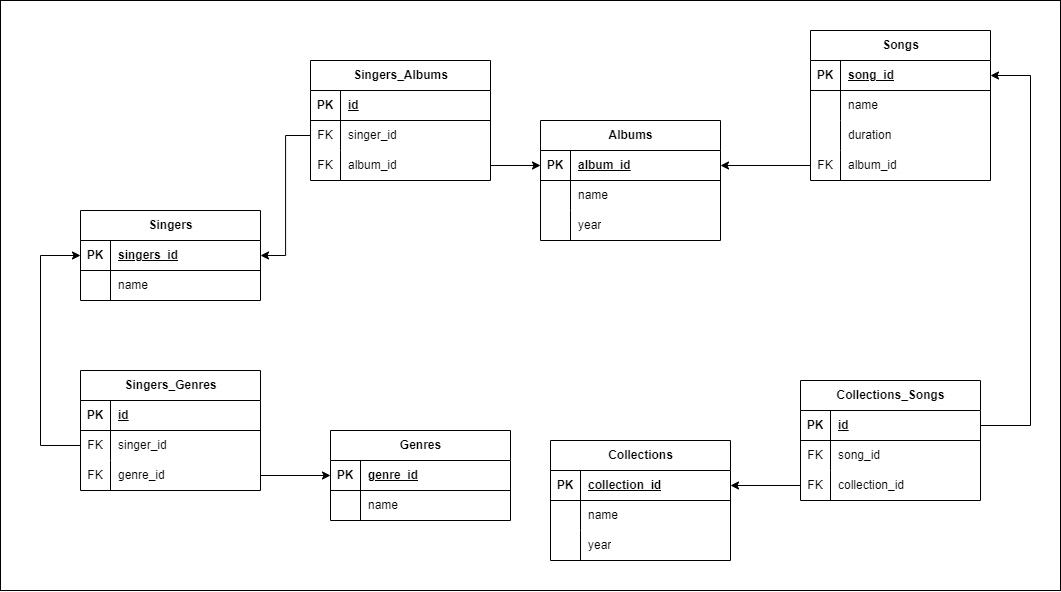 Singers_Albums
PK id
FK singer_id
FK album_id
Songs
PK song_id
name
duration
FK album_id
Albums
PK album_id
name
year
Singers
PK singers_id
name
Singers_Genres
PK id
FK singer_id
FK genre_id
Genres
PK genre_id
name
Collections
PK collection_id
name
year
Collections_Songs
PK id
FK song_id
FK collection_id